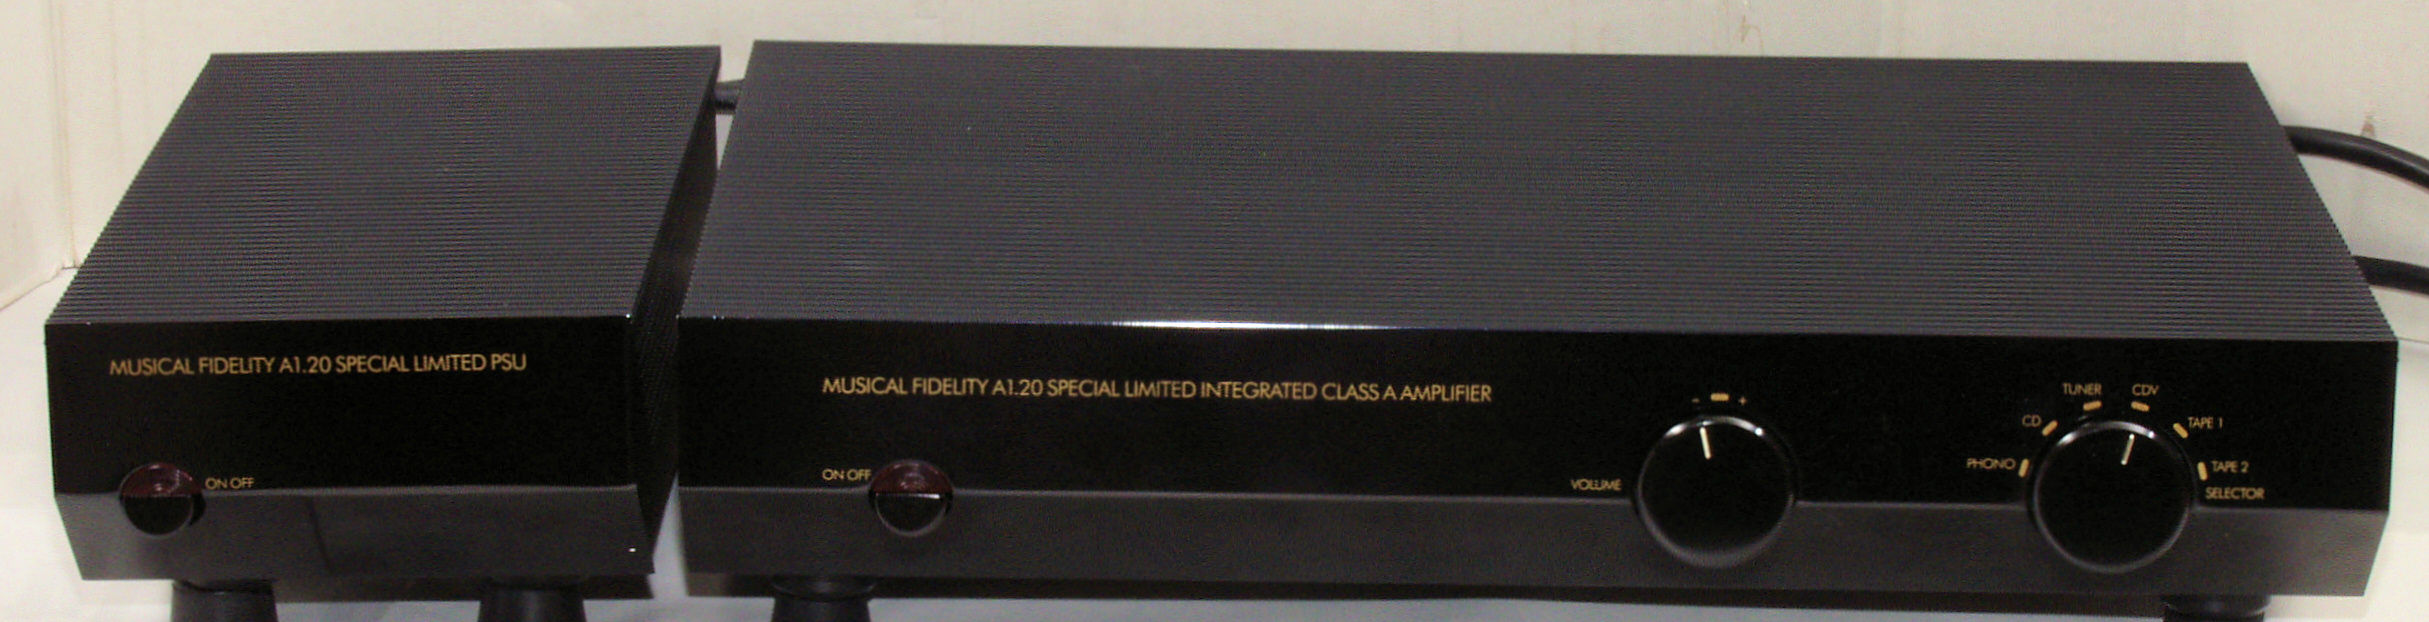 MUSICAL FIDELITY A1.20 SPECIAL LIMITED PSU
ON OFF
MUSICAL FIDELITY A1.20 SPECIAL LIMITED INTEGRATED CLASS A AMPLIFIER
ON OFF
- +
VOLUME
TUNER CDV
CD TAPE 1
PHONO TAPE 2
SELECTOR